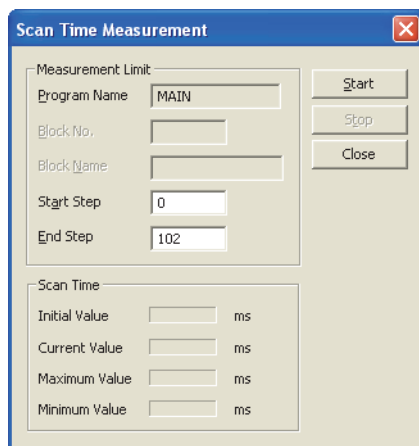 Scan Time Measurement
Measurement Limit
Program Name MAIN
Start
Block No.
Stop
Block Name
Close
Start Step 0
End Step 102
Scan Time
Initial Value ms
Current Value ms
Maximum Value ms
Minimum Value ms